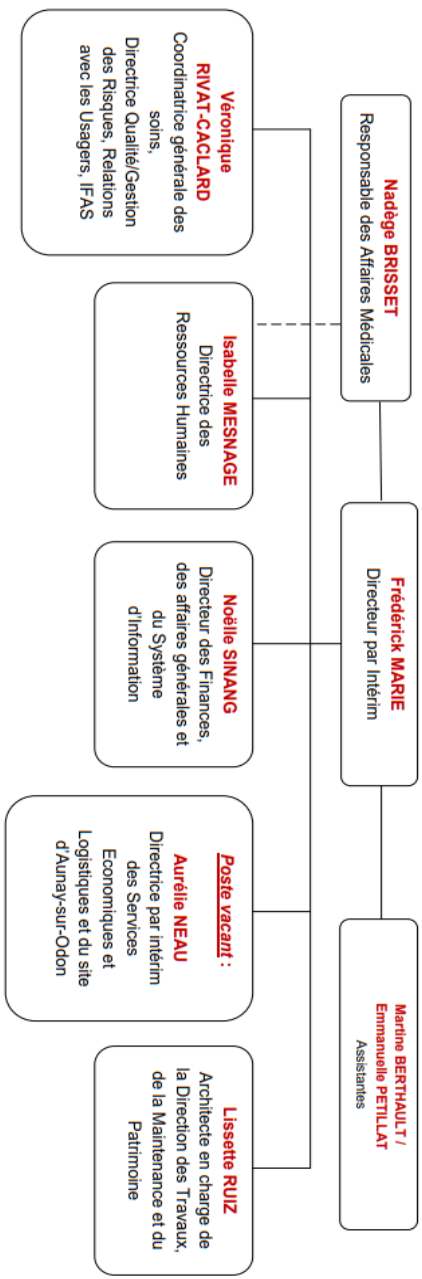 Nadège BRISSET
Responsable des Affaires Médicales
Frédérick MARIE
Directeur par Intérim
Martine BERTHAULT /
Emmanuelle PETILLAT
Assistantes
Véronique
RIVAT-CACLARD
Coordinatrice générale des
soins,
Directrice Qualité/Gestion
des Risques, Relations
avec les Usagers, IFAS
Isabelle MESNAGE
Directrice des
Ressources Humaines
Noëlle SINANG
Directeur des Finances,
des affaires générales et
du Système
d'Information
Poste vacant :
Aurélie NEAU
Directrice par intérim
des Services
Economiques et
Logistiques et du site
d'Aunay-sur-Odon
Lissette RUIZ
Architecte en charge de
la Direction des Travaux,
de la Maintenance et du
Patrimoine